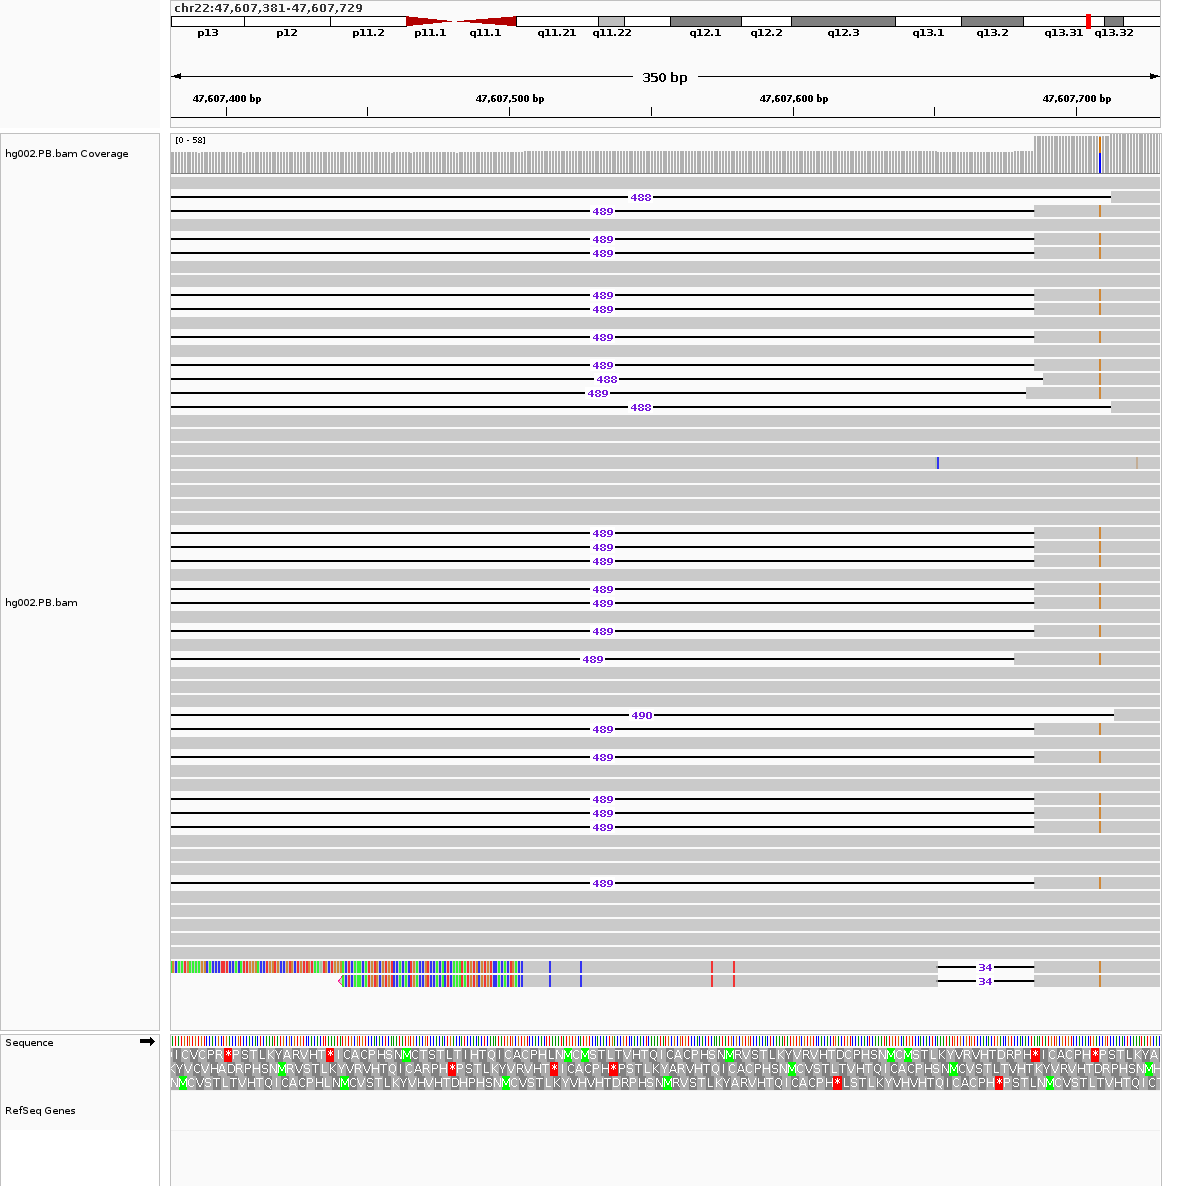 chr22:47,607,381-47,607,729
p13 p12 p11.2 p11.1 q11.1 q11.21 q11.22 q12.1 q12.2 q12.3 q13.1 q13.2 q13.31 q13.32
350 bp
47,607,400 bp 47,607,500 bp 47,607,600 bp 47,607,700 bp
[0 - 58]
hg002.PB.bam Coverage
488
489
489
489
489
489
489
489
488
489
488
489
489
489
489
489
hg002.PB.bam
489
489
490
489
489
489
489
489
489
34
34
Sequence
ICVCPR*PSTLKYARVHT*ICACPHSNMCTSTLTIHTQICACPHLNMCMSTLTVHTQICACPHSNMRVSTLKYVRVHTDCPHSNMCMSTLKYVRVHTDRPH*ICACPH*PSTLKYA
KYVCVHADRPHSNMRVSTLKYVRVHTQICARPH*PSTLKYVRVHT*ICACPH*PSTLKYARVHTQICACPHSNMCVSTLTVHTQICACPHSNMCVSTLTVHTKYVRVHTDRPHSNMH
NMCVSTLTVHTQICACPHLNMCVSTLKYVHVHTDHPHSNMCVSTLKYVHVHTDRPHSNMRVSTLKYARVHTQICACPH*LSTLKYVHVHTQICACPH*PSTLNMCVSTLTVHTQICT
RefSeq Genes